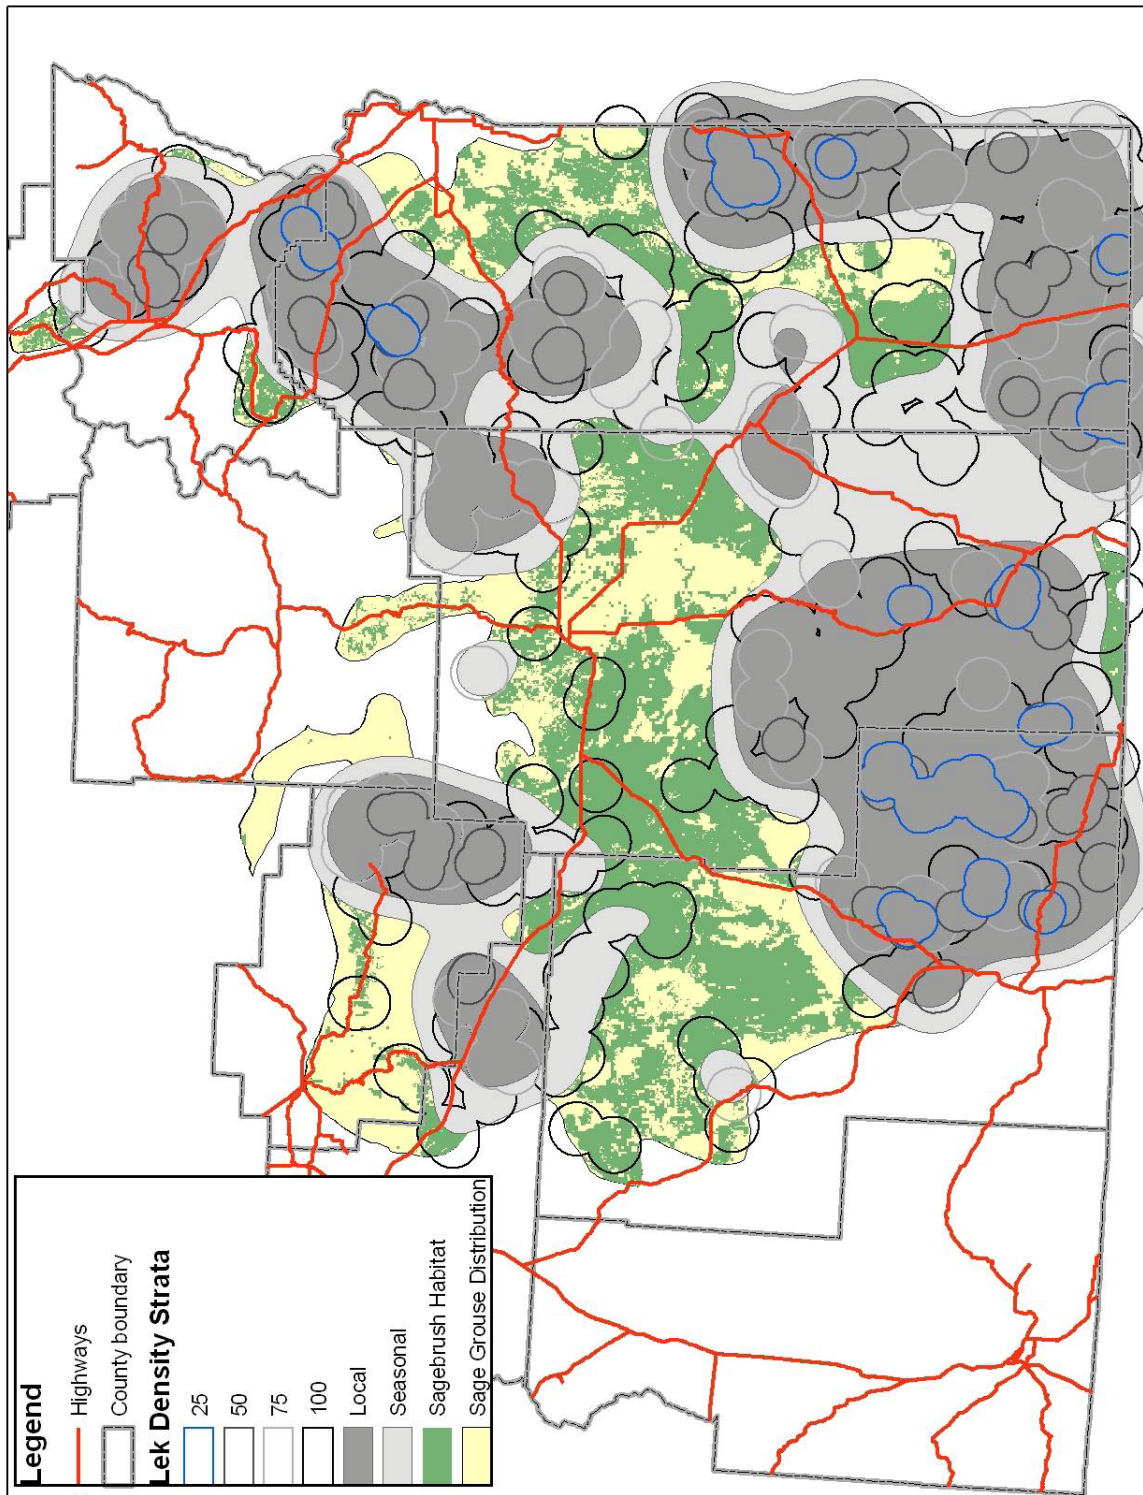 Legend
Highways
County boundary
Lek Density Strata
25
50
75
100
Local
Seasonal
Sagebrush Habitat
Sage Grouse Distribution